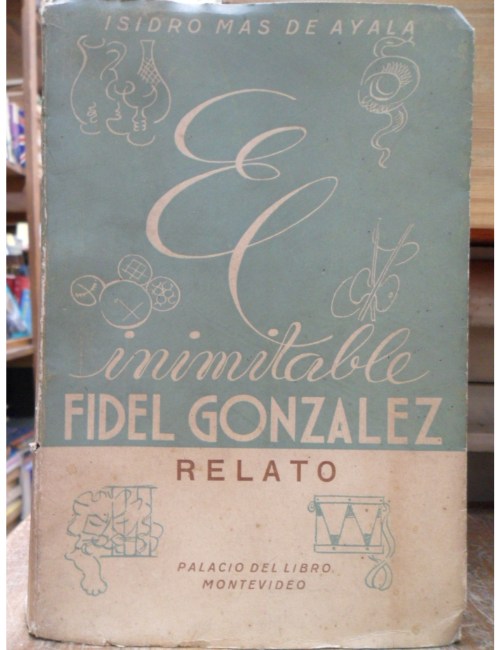 ISIDRO MAS DE AYALA
El
inimitable
FIDEL GONZALEZ
RELATO
PALACIO DEL LIBRO
MONTEVIDEO